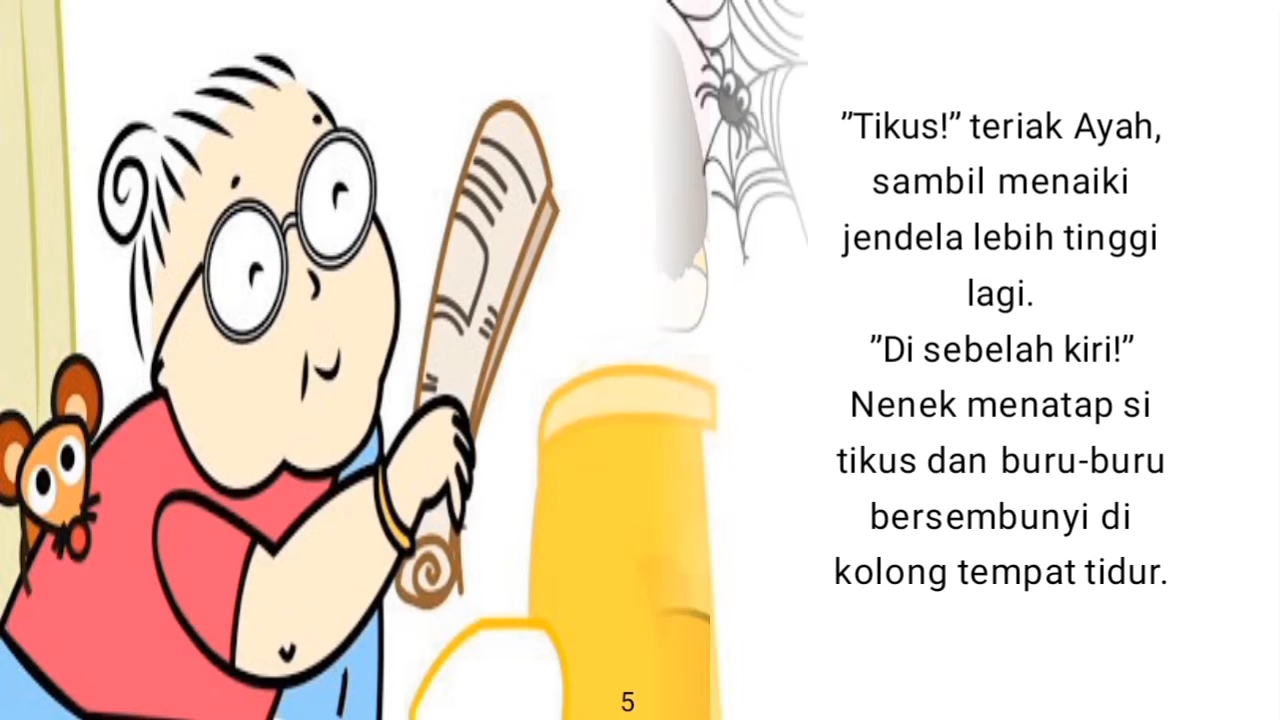 ”Tikus!” teriak Ayah,
sambil menaiki
jendela lebih tinggi
lagi.
”Di sebelah kiri!”
Nenek menatap si
tikus dan buru-buru
bersembunyi di
kolong tempat tidur.
5